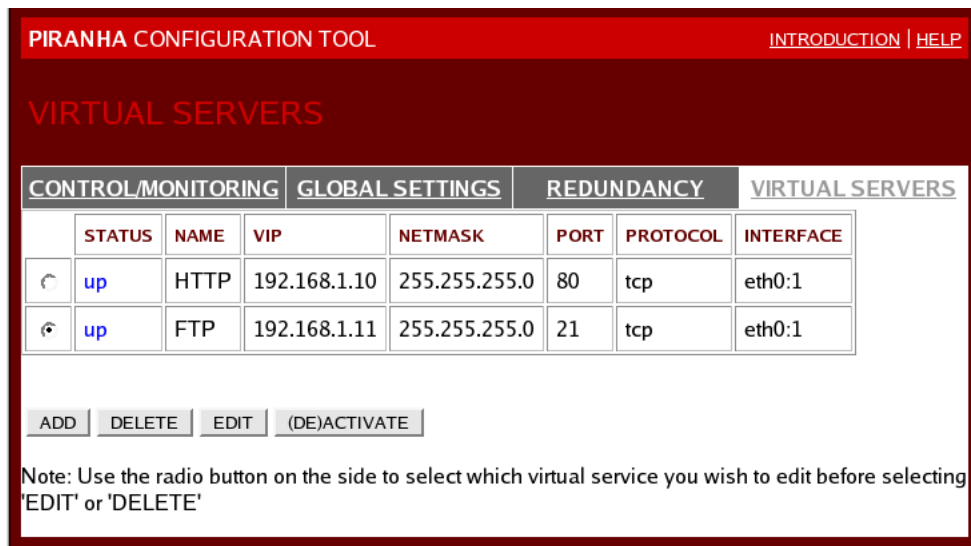 PIRANHA CONFIGURATION TOOL INTRODUCTION | HELP
VIRTUAL SERVERS
CONTROL/MONITORING GLOBAL SETTINGS REDUNDANCY VIRTUAL SERVERS
STATUS NAME VIP NETMASK PORT PROTOCOL INTERFACE
up HTTP 192.168.1.10 255.255.255.0 80 tcp eth0:1
up FTP 192.168.1.11 255.255.255.0 21 tcp eth0:1
ADD DELETE EDIT (DE)ACTIVATE
Note: Use the radio button on the side to select which virtual service you wish to edit before selecting
'EDIT' or 'DELETE'